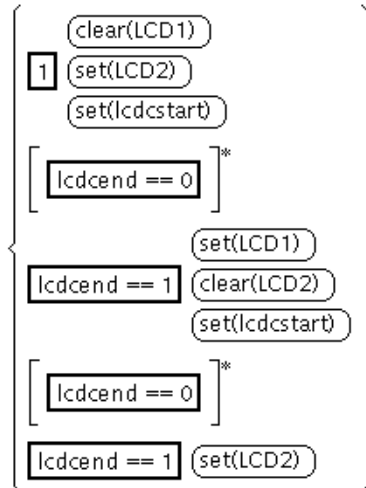 clear(LCD1)
1 set(LCD2)
set(lcdcstart)
[ lcdcend == 0 ]*
set(LCD1)
lcdcend == 1 clear(LCD2)
set(lcdcstart)
[ lcdcend == 0 ]*
lcdcend == 1 set(LCD2)